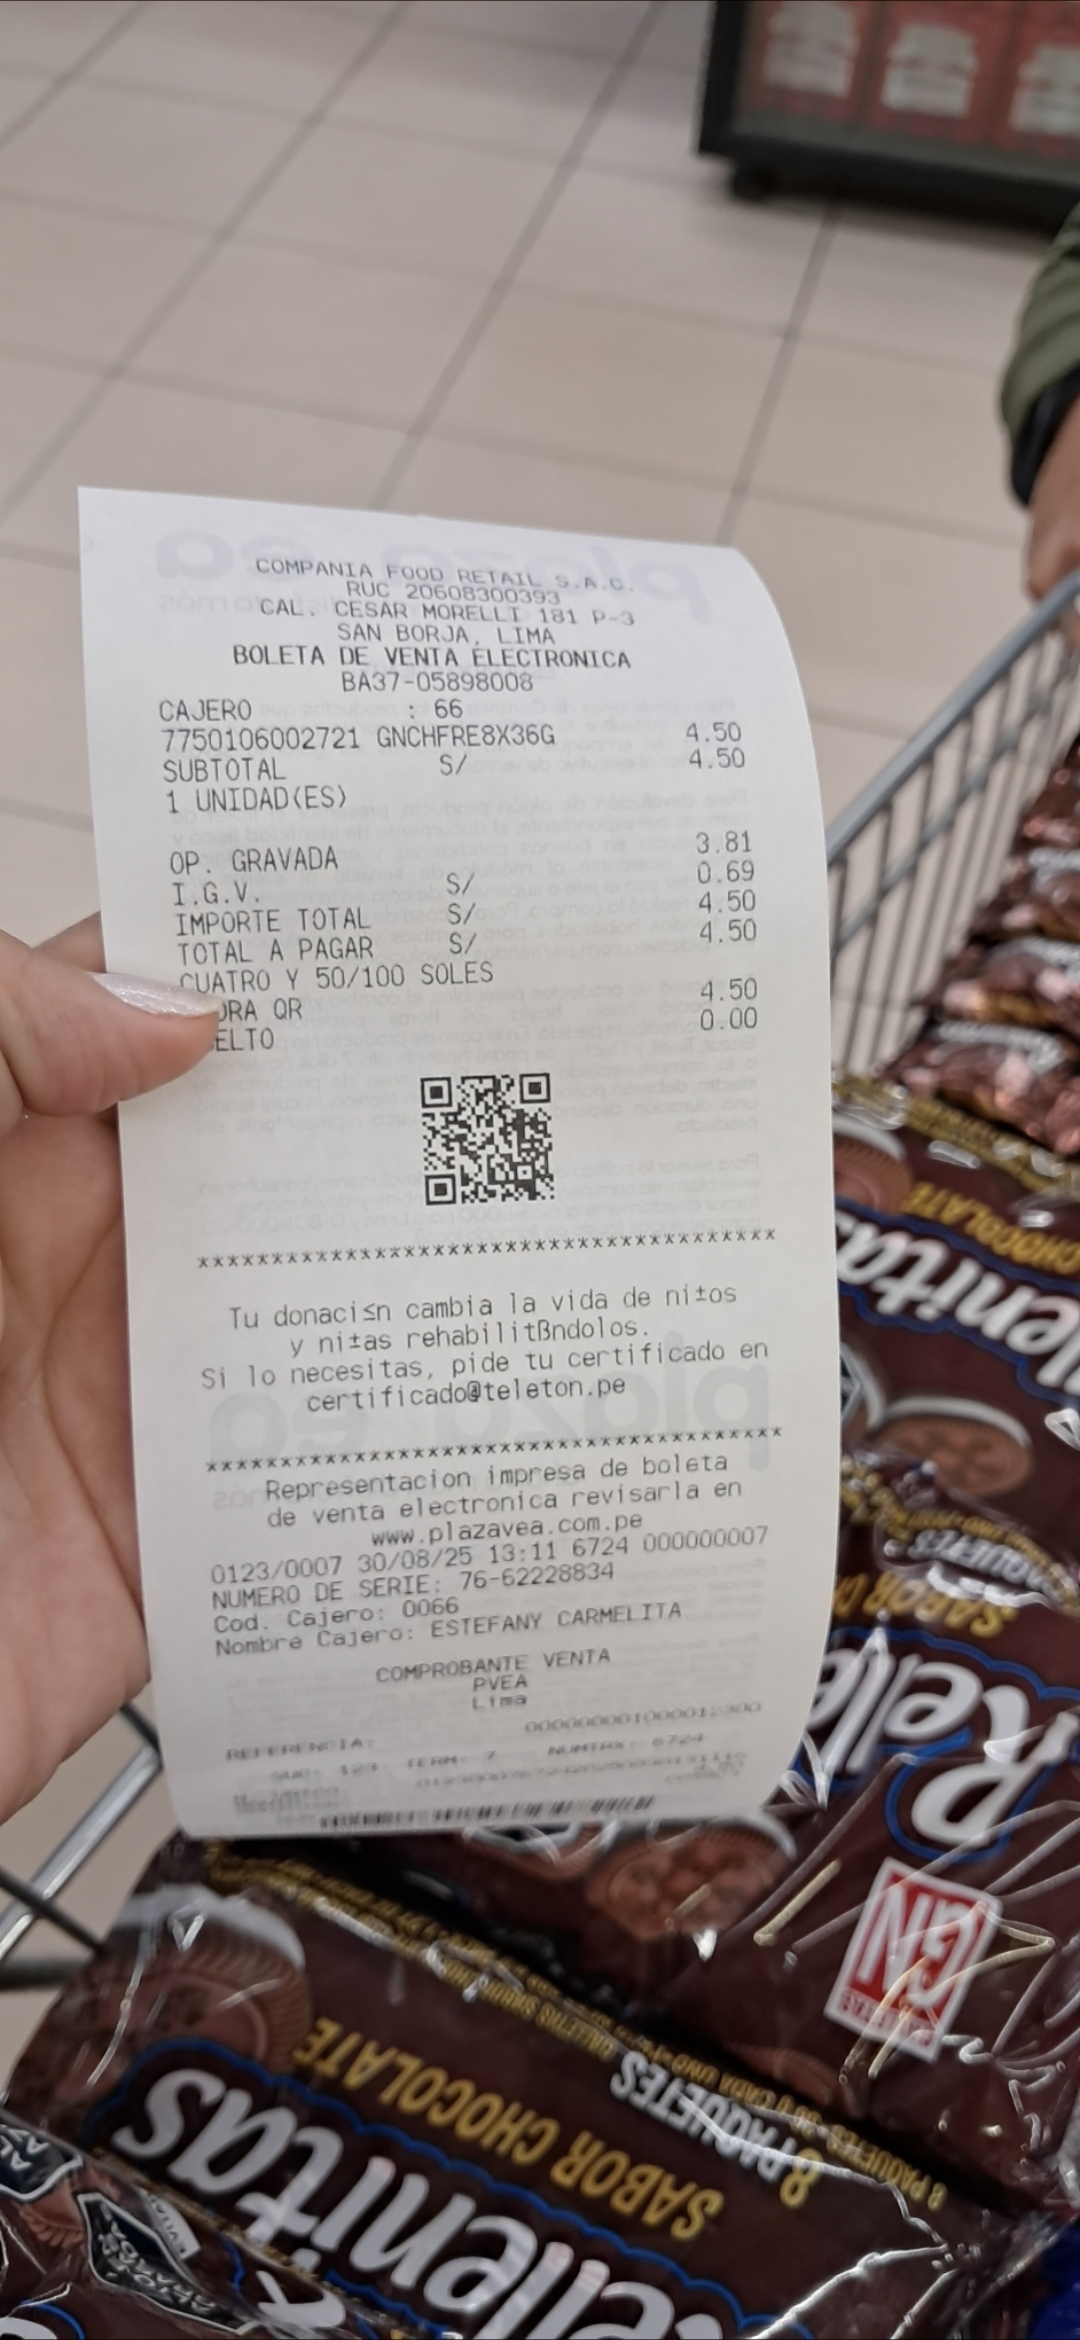 COMPANIA FOOD RETAIL S.A.C.
RUC 20608300393
CAL. CESAR MORELLI 181 P-3
SAN BORJA, LIMA
BOLETA DE VENTA ELECTRONICA
BA37-05898008
CAJERO : 66
7750106002721 GNCHFRE8X36G 4.50
SUBTOTAL S/ 4.50
1 UNIDAD(ES)
OP. GRAVADA 3.81
I.G.V. S/ 0.69
IMPORTE TOTAL S/ 4.50
TOTAL A PAGAR S/ 4.50
CUATRO Y 50/100 SOLES
ORA QR 4.50
ELTO 0.00
***************************************
Tu donaci≤n cambia la vida de ni±os
y ni±as rehabilitßndolos.
Si lo necesitas, pide tu certificado en
certificado@teleton.pe
***************************************
Representacion impresa de boleta
de venta electronica revisarla en
www.plazavea.com.pe
0123/0007 30/08/25 13:11 6724 000000007
NUMERO DE SERIE: 76-62228834
Cod. Cajero: 0066
Nombre Cajero: ESTEFANY CARMELITA
COMPROBANTE VENTA
PVEA
Lima
REFERENCIA:
SUC: 123 TERM: 7 NUMTRX: 6724
CHOCOLATE
lenitas
Relle
GN
SABOR CHOCOLATE
8 PAQUETES
llenitas